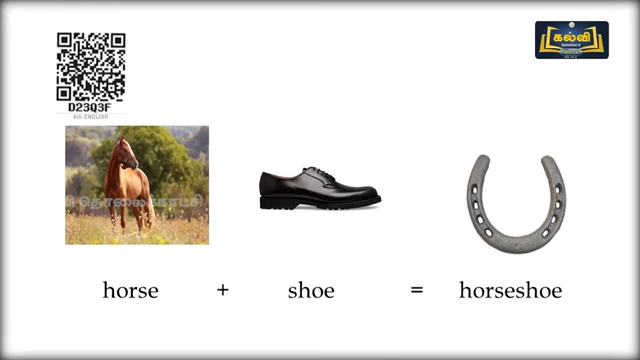 கல்வி
D23Q3F
6th ENGLISH
horse + shoe = horseshoe